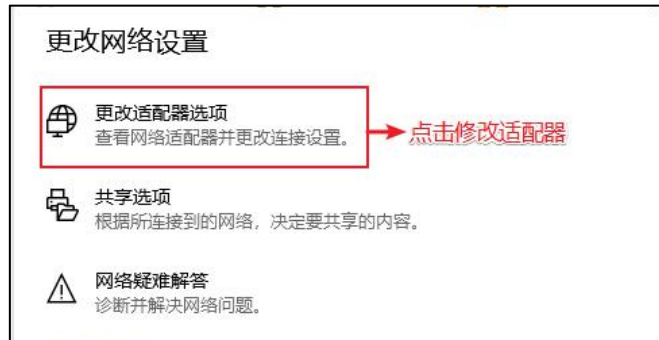 更改网络设置
更改适配器选项
查看网络适配器并更改连接设置。
点击修改适配器
共享选项
根据所连接到的网络，决定要共享的内容。
网络疑难解答
诊断并解决网络问题。